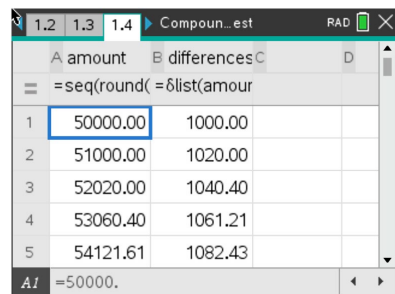 1.2 1.3 1.4 Compoun...est RAD
A amount B differences C D
= =seq(round( =δlist(amour
1 50000.00 1000.00
2 51000.00 1020.00
3 52020.00 1040.40
4 53060.40 1061.21
5 54121.61 1082.43
A1 =50000.